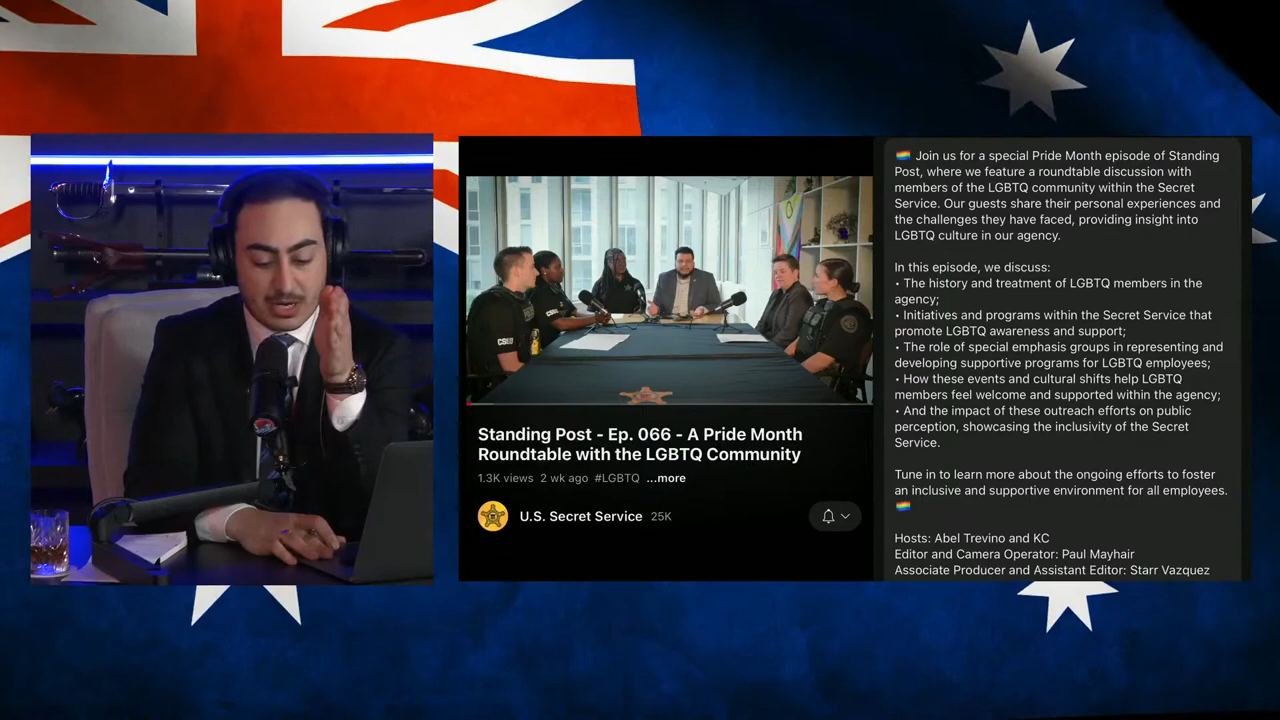 🏳️‍🌈 Join us for a special Pride Month episode of Standing
Post, where we feature a roundtable discussion with
members of the LGBTQ community within the Secret
Service. Our guests share their personal experiences and
the challenges they have faced, providing insight into
LGBTQ culture in our agency.
In this episode, we discuss:
• The history and treatment of LGBTQ members in the
agency;
• Initiatives and programs within the Secret Service that
promote LGBTQ awareness and support;
• The role of special emphasis groups in representing and
developing supportive programs for LGBTQ employees;
• How these events and cultural shifts help LGBTQ
members feel welcome and supported within the agency;
• And the impact of these outreach efforts on public
perception, showcasing the inclusivity of the Secret
Service.
Tune in to learn more about the ongoing efforts to foster
an inclusive and supportive environment for all employees.
🏳️‍🌈
Hosts: Abel Trevino and KC
Editor and Camera Operator: Paul Mayhair
Associate Producer and Assistant Editor: Starr Vazquez
Standing Post - Ep. 066 - A Pride Month
Roundtable with the LGBTQ Community
1.3K views 2 wk ago #LGBTQ ...more
U.S. Secret Service 25K